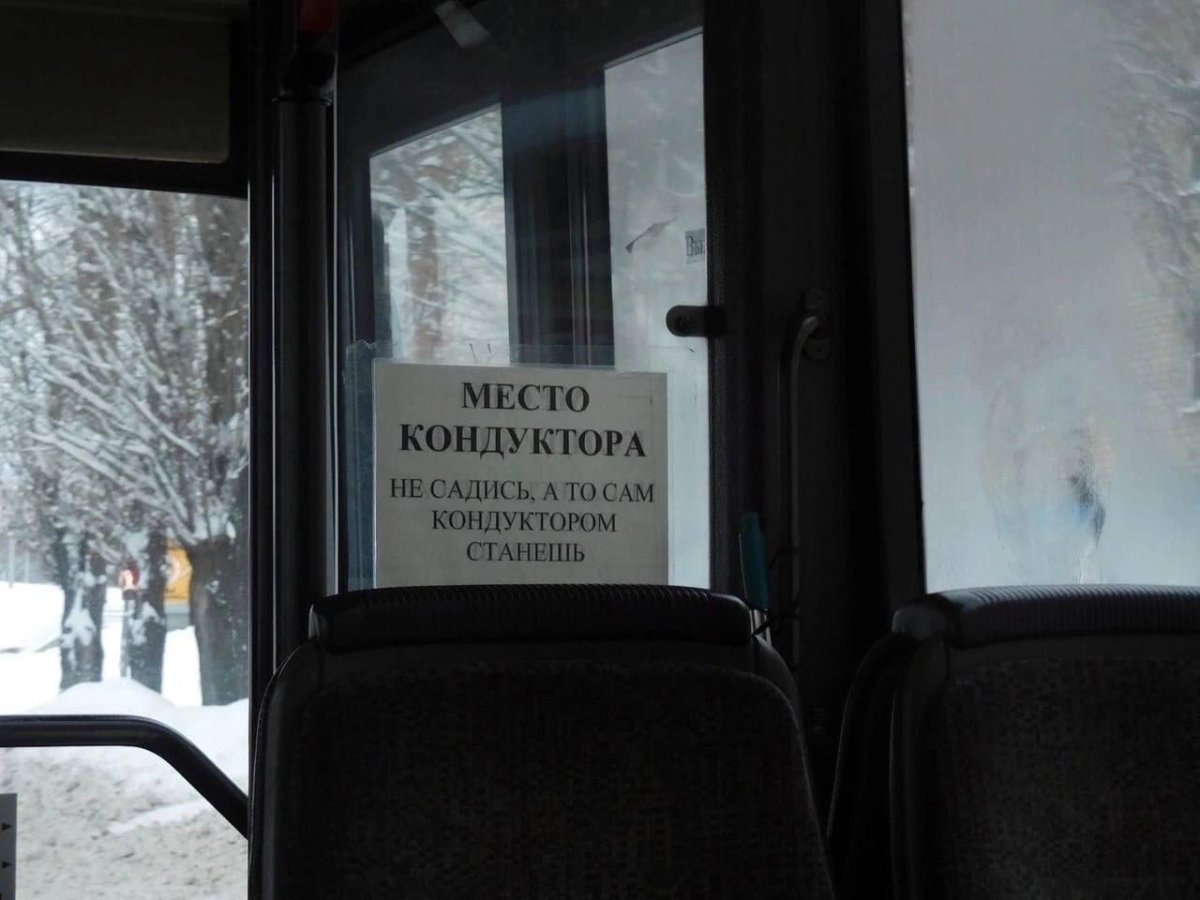 МЕСТО
КОНДУКТОРА
НЕ САДИСЬ, А ТО САМ
КОНДУКТОРОМ
СТАНЕШЬ